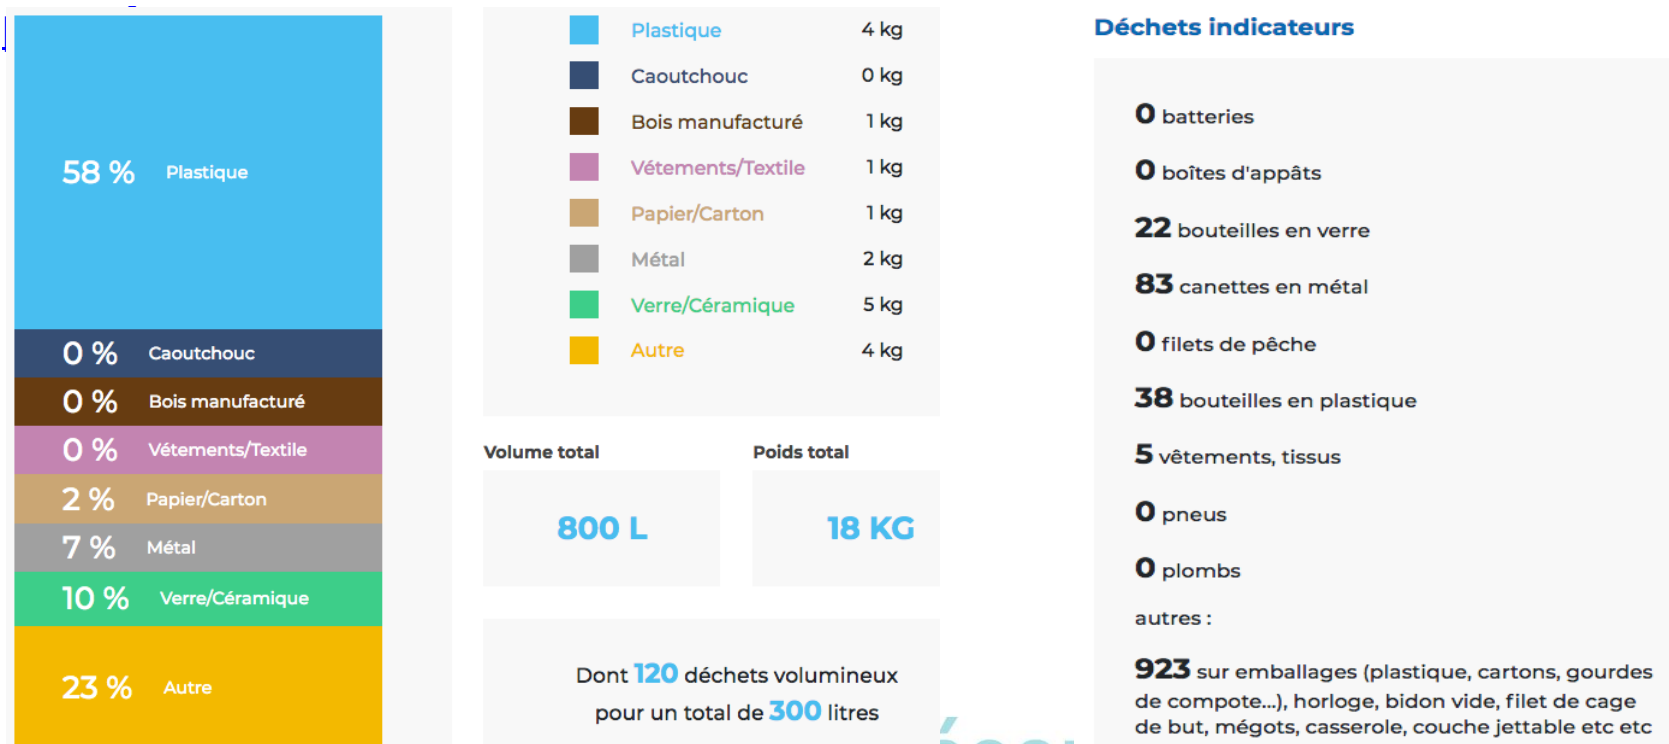 58 % Plastique
0 % Caoutchouc
0 % Bois manufacturé
0 % Vétements/Textile
2 % Papier/Carton
7 % Métal
10 % Verre/Céramique
23 % Autre
Plastique 4 kg
Caoutchouc 0 kg
Bois manufacturé 1 kg
Vétements/Textile 1 kg
Papier/Carton 1 kg
Métal 2 kg
Verre/Céramique 5 kg
Autre 4 kg
Volume total
800 L
Poids total
18 KG
Dont 120 déchets volumineux
pour un total de 300 litres
Déchets indicateurs
0 batteries
0 boîtes d'appâts
22 bouteilles en verre
83 canettes en métal
0 filets de pêche
38 bouteilles en plastique
5 vêtements, tissus
0 pneus
0 plombs
autres :
923 sur emballages (plastique, cartons, gourdes
de compote...), horloge, bidon vide, filet de cage
de but, mégots, casserole, couche jettable etc etc